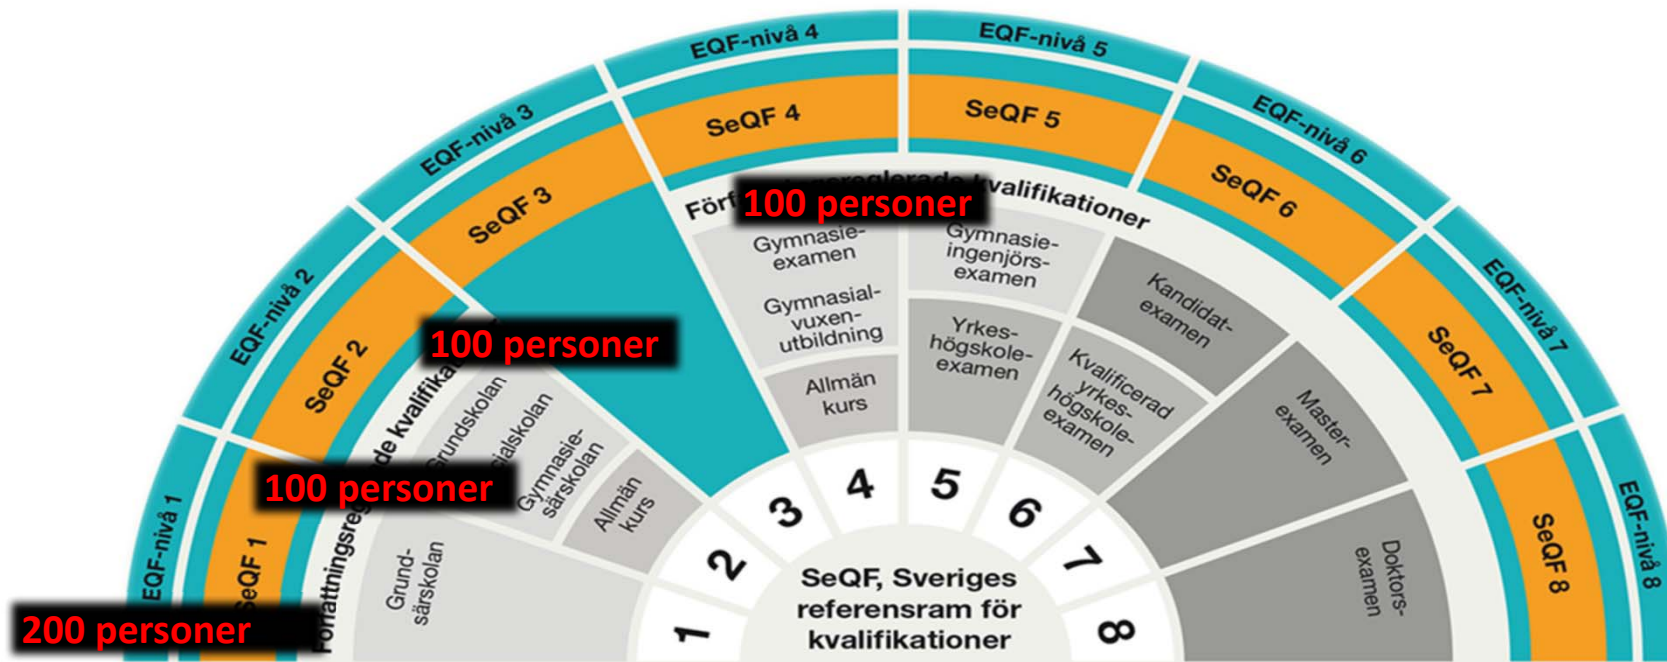 EQF-nivå 1
EQF-nivå 2
EQF-nivå 3
EQF-nivå 4
EQF-nivå 5
EQF-nivå 6
EQF-nivå 7
EQF-nivå 8
SeQF 1
SeQF 2
SeQF 3
SeQF 4
SeQF 5
SeQF 6
SeQF 7
SeQF 8
200 personer
100 personer
100 personer
100 personer
kvalifikationer
Grund-
särskolan
Grundskolan
Gymnasie-
särskolan
Allmän
kurs
Gymnasie-
examen
Gymnasial-
vuxen-
utbildning
Allmän
kurs
Gymnasie-
ingenjörs-
examen
Yrkes-
högskole-
examen
Kandidat-
examen
Kvalificerad
yrkes-
högskole-
examen
Master-
examen
Doktors-
examen
1
2
3
4
5
6
7
8
SeQF, Sveriges
referensram för
kvalifikationer